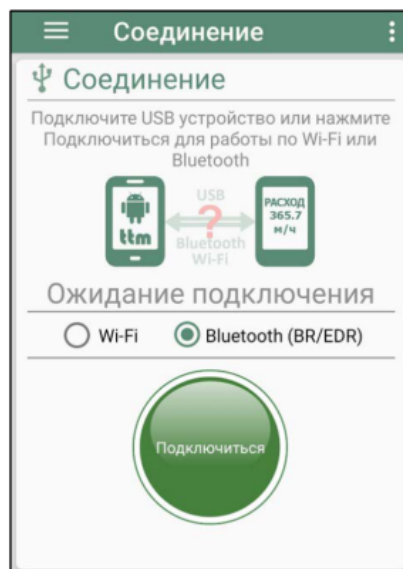 Соединение
Соединение
Подключите USB устройство или нажмите
Подключиться для работы по Wi-Fi или
Bluetooth
ttm
USB
?
Bluetooth
Wi-Fi
РАСХОД
365.7
м/ч
Ожидание подключения
Wi-Fi
Bluetooth (BR/EDR)
Подключиться